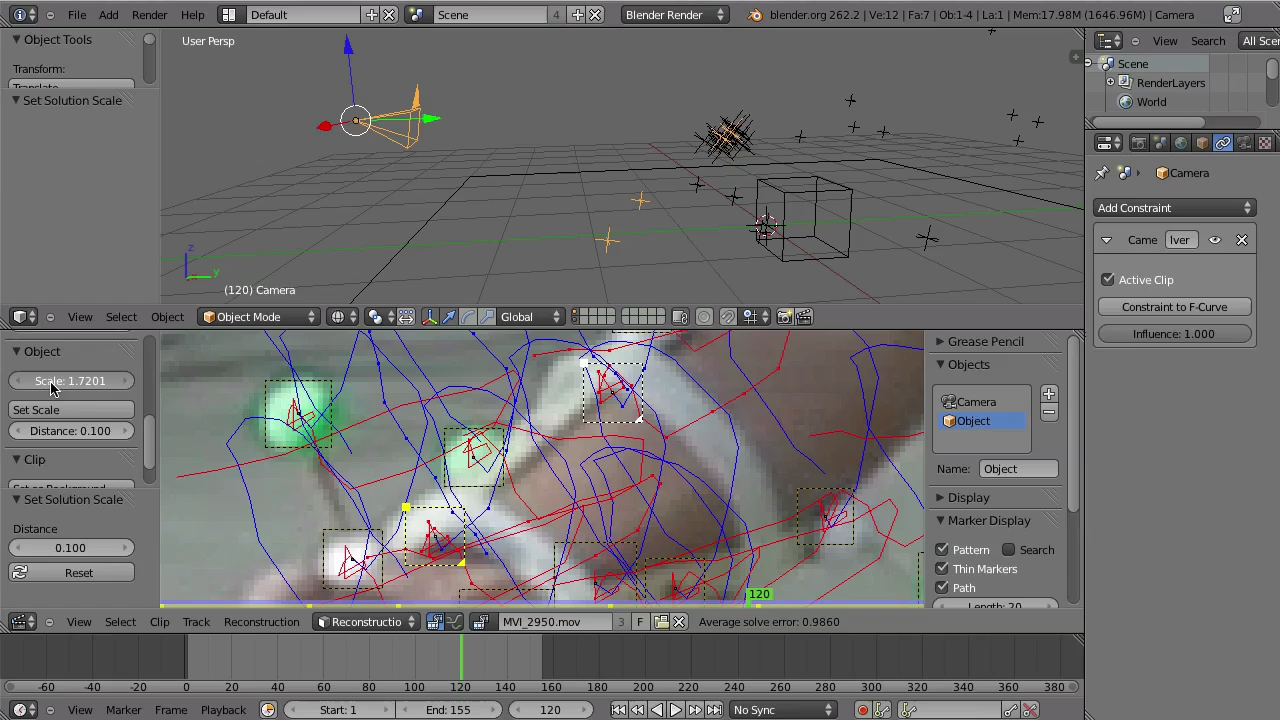 File Add Render Help Default Scene 4 Blender Render blender.org 262.2 | Ve:12 | Fa:7 | Ob:1-4 | La:1 | Mem:17.98M (1646.96M) | Camera
Object Tools
Transform:
Set Solution Scale
User Persp
z
y
(120) Camera
View Search All Scen
Scene
RenderLayers
World
Camera
Add Constraint
Came lver
Active Clip
Constraint to F-Curve
Influence: 1.000
View Select Object Object Mode Global
Object
Scale: 1.7201
Set Scale
Distance: 0.100
Clip
Set Solution Scale
Distance
0.100
Reset
120
Grease Pencil
Objects
Camera
Object
Name: Object
Display
Marker Display
Pattern Search
Thin Markers
Path
Length: 20
View Select Clip Track Reconstruction Reconstructio MVI_2950.mov 3 F Average solve error: 0.9860
-60 -40 -20 0 20 40 60 80 100 120 140 160 180 200 220 240 260 280 300 320 340 360 380
View Marker Frame Playback Start: 1 End: 155 120 No Sync